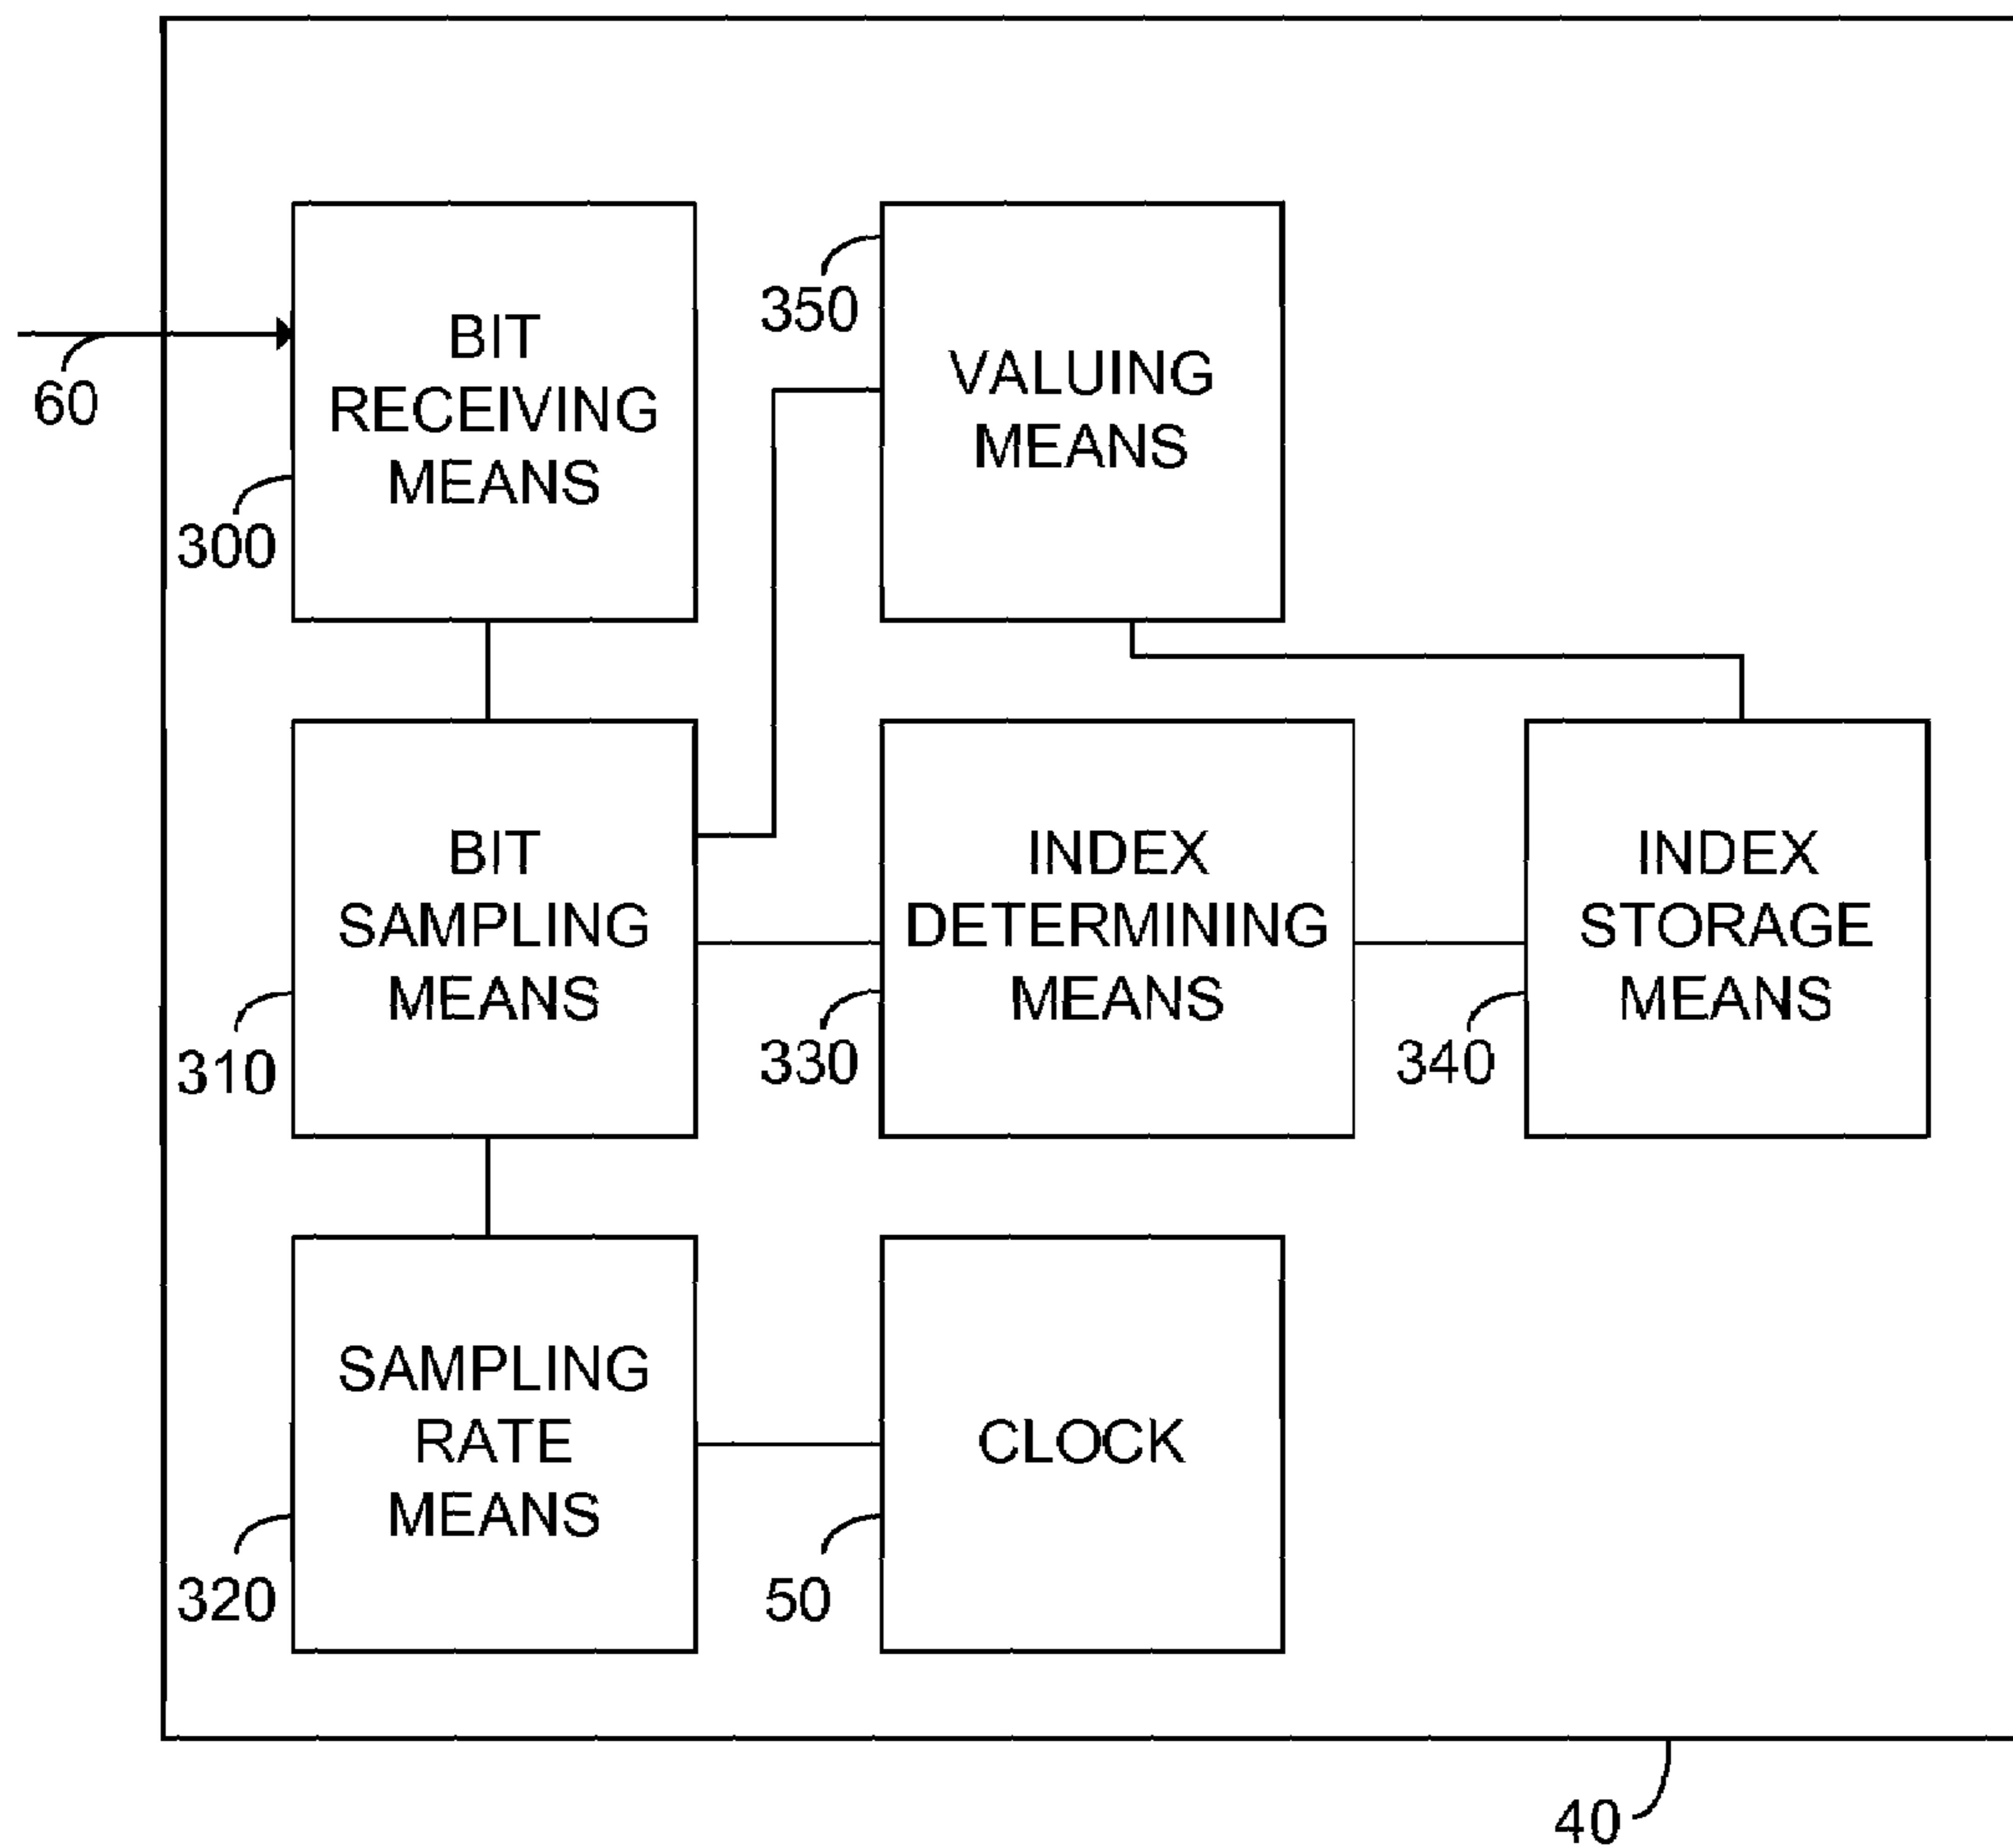 60
BIT
RECEIVING
MEANS
300
350
VALUING
MEANS
BIT
SAMPLING
MEANS
310
INDEX
DETERMINING
MEANS
330
INDEX
STORAGE
MEANS
340
SAMPLING
RATE
MEANS
320
CLOCK
50
40